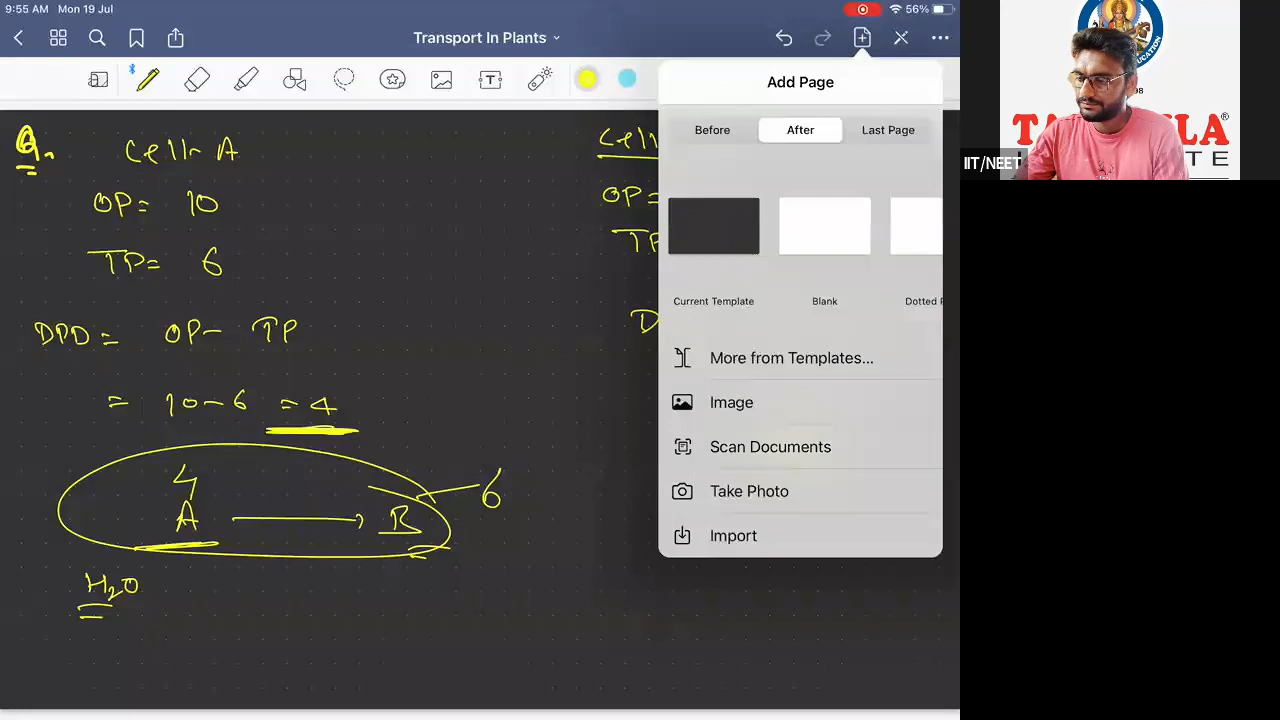 9:55 AM Mon 19 Jul
56%
Transport In Plants
Add Page
Before After Last Page
Current Template Blank Dotted
More from Templates...
Image
Scan Documents
Take Photo
Import
Q. Cell-A
OP = 10
TP = 6
DPD = OP - TP
= 10 - 6 = 4
4
A → B 6
H2O
Cell
OP =
TP
D
IIT/NEET